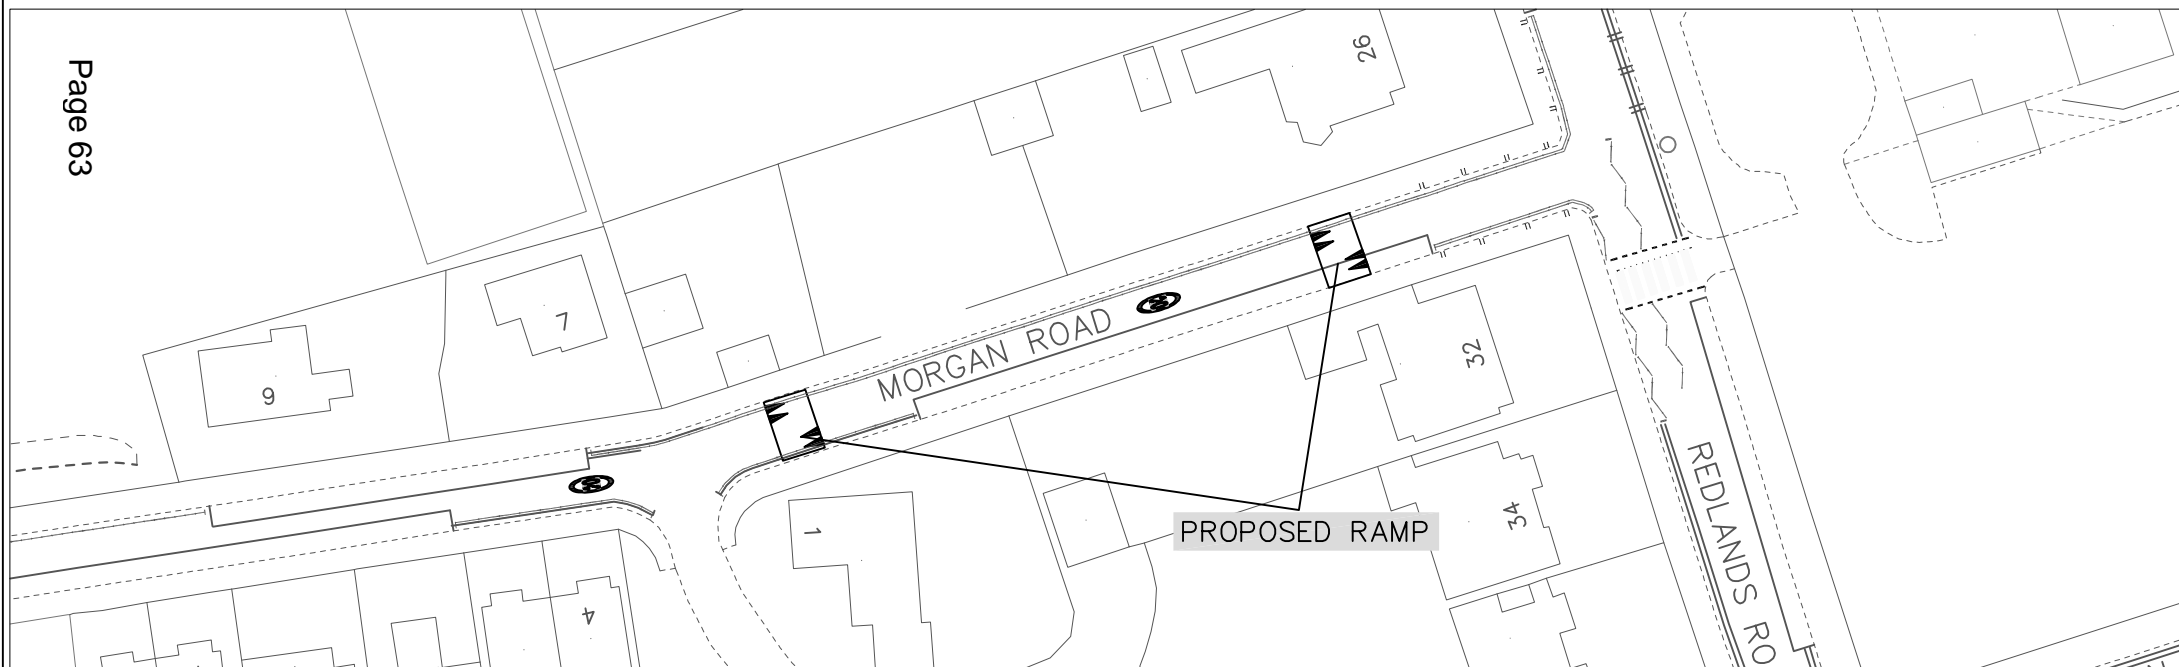 Page 63
26
7
9
MORGAN ROAD
32
34
1
PROPOSED RAMP
REDLANDS RO
4